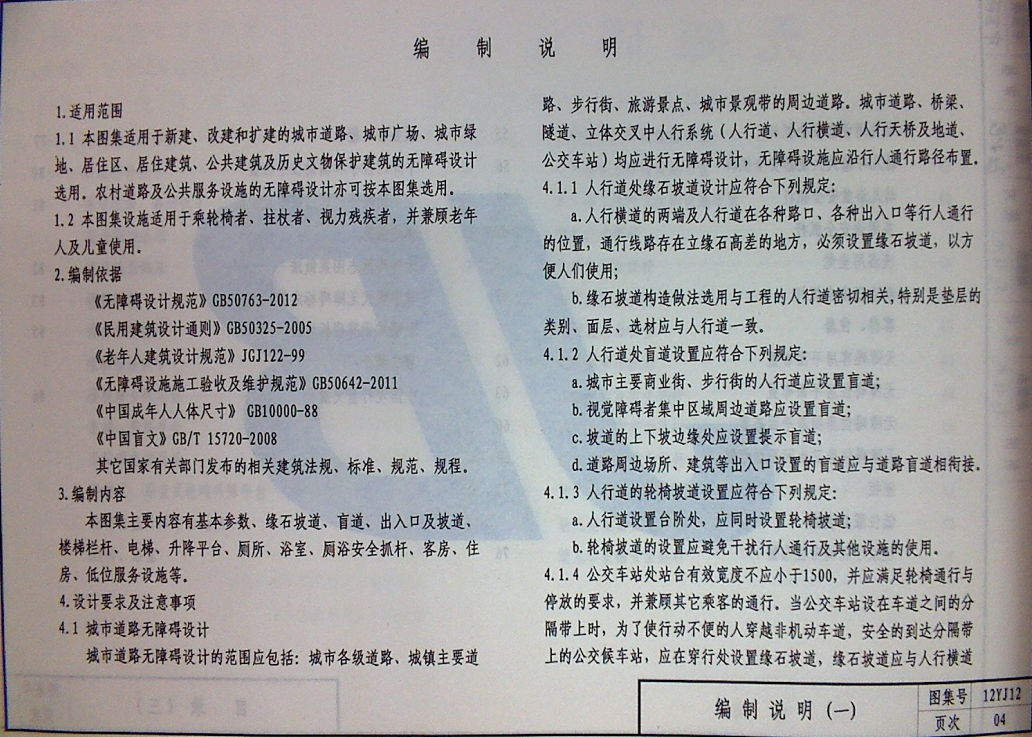 编制说明
1.适用范围
1.1 本图集适用于新建、改建和扩建的城市道路、城市广场、城市绿
地、居住区、居住建筑、公共建筑及历史文物保护建筑的无障碍设计
选用。农村道路及公共服务设施的无障碍设计亦可按本图集选用。
1.2 本图集设施适用于乘轮椅者、拄杖者、视力残疾者，并兼顾老年
人及儿童使用。
2.编制依据
《无障碍设计规范》GB50763-2012
《民用建筑设计通则》GB50325-2005
《老年人建筑设计规范》JGJ122-99
《无障碍设施施工验收及维护规范》GB50642-2011
《中国成年人人体尺寸》 GB10000-88
《中国盲文》GB/T 15720-2008
其它国家有关部门发布的相关建筑法规、标准、规范、规程。
3.编制内容
本图集主要内容有基本参数、缘石坡道、盲道、出入口及坡道、
楼梯栏杆、电梯、升降平台、厕所、浴室、厕浴安全抓杆、客房、住
房、低位服务设施等。
4.设计要求及注意事项
4.1 城市道路无障碍设计
城市道路无障碍设计的范围应包括：城市各级道路、城镇主要道
路、步行街、旅游景点、城市景观带的周边道路。城市道路、桥梁、
隧道、立体交叉中人行系统（人行道、人行横道、人行天桥及地道、
公交车站）均应进行无障碍设计，无障碍设施应沿行人通行路径布置。
4.1.1 人行道处缘石坡道设计应符合下列规定：
a.人行横道的两端及人行道在各种路口、各种出入口等行人通行
的位置，通行线路存在立缘石高差的地方，必须设置缘石坡道，以方
便人们使用；
b.缘石坡道构造做法选用与工程的人行道密切相关,特别是垫层的
类别、面层、选材应与人行道一致。
4.1.2 人行道处盲道设置应符合下列规定：
a.城市主要商业街、步行街的人行道应设置盲道；
b.视觉障碍者集中区域周边道路应设置盲道；
c.坡道的上下坡边缘处应设置提示盲道；
d.道路周边场所、建筑等出入口设置的盲道应与道路盲道相衔接。
4.1.3 人行道的轮椅坡道设置应符合下列规定：
a.人行道设置台阶处，应同时设置轮椅坡道；
b.轮椅坡道的设置应避免干扰行人通行及其他设施的使用。
4.1.4 公交车站处站台有效宽度不应小于1500，并应满足轮椅通行与
停放的要求，并兼顾其它乘客的通行。当公交车站设在车道之间的分
隔带上时，为了使行动不便的人穿越非机动车道，安全的到达分隔带
上的公交候车站，应在穿行处设置缘石坡道，缘石坡道应与人行横道
编制说明(一)
图集号 12YJ12
页次 04